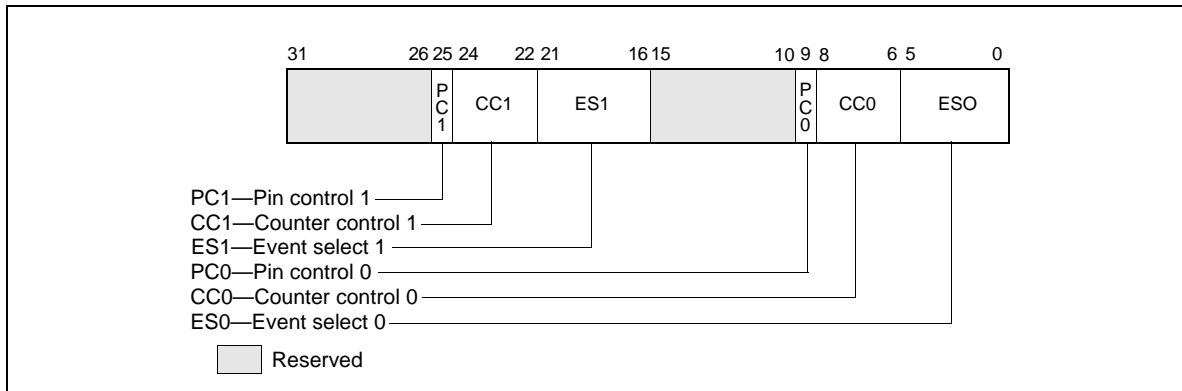 31 26 25 24 22 21 16 15 10 9 8 6 5 0
PC1 CC1 ES1 PC0 CC0 ESO
PC1—Pin control 1
CC1—Counter control 1
ES1—Event select 1
PC0—Pin control 0
CC0—Counter control 0
ES0—Event select 0
Reserved